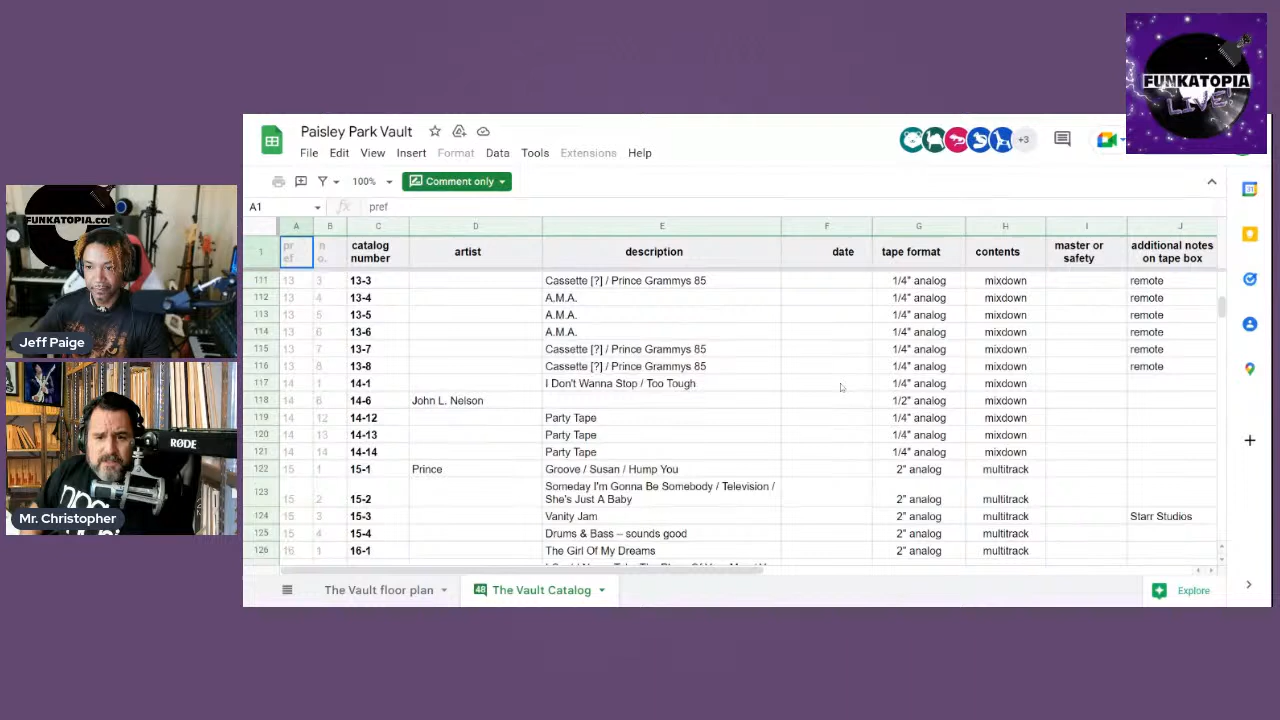 FUNKATOPIA
LIVE!
FUNKATOPIA.com
Jeff Paige
RØDE
Mr. Christopher
Paisley Park Vault
File Edit View Insert Format Data Tools Extensions Help
+3
100% Comment only
A1 fx pref
A B C D E F G H I J
1 pref no. catalog number artist description date tape format contents master or safety additional notes on tape box
111 13 3 13-3 Cassette [?] / Prince Grammys 85 1/4" analog mixdown remote
112 13 4 13-4 A.M.A. 1/4" analog mixdown remote
113 13 5 13-5 A.M.A. 1/4" analog mixdown remote
114 13 6 13-6 A.M.A. 1/4" analog mixdown remote
115 13 7 13-7 Cassette [?] / Prince Grammys 85 1/4" analog mixdown remote
116 13 8 13-8 Cassette [?] / Prince Grammys 85 1/4" analog mixdown remote
117 14 1 14-1 I Don't Wanna Stop / Too Tough 1/4" analog mixdown
118 14 6 14-6 John L. Nelson 1/2" analog mixdown
119 14 12 14-12 Party Tape 1/4" analog mixdown
120 14 13 14-13 Party Tape 1/4" analog mixdown
121 14 14 14-14 Party Tape 1/4" analog mixdown
122 15 1 15-1 Prince Groove / Susan / Hump You 2" analog multitrack
Someday I'm Gonna Be Somebody / Television /
123 15 2 15-2 She's Just A Baby 2" analog multitrack
124 15 3 15-3 Vanity Jam 2" analog multitrack Starr Studios
125 15 4 15-4 Drums & Bass – sounds good 2" analog multitrack
126 16 1 16-1 The Girl Of My Dreams 2" analog multitrack
The Vault floor plan 48 The Vault Catalog Explore